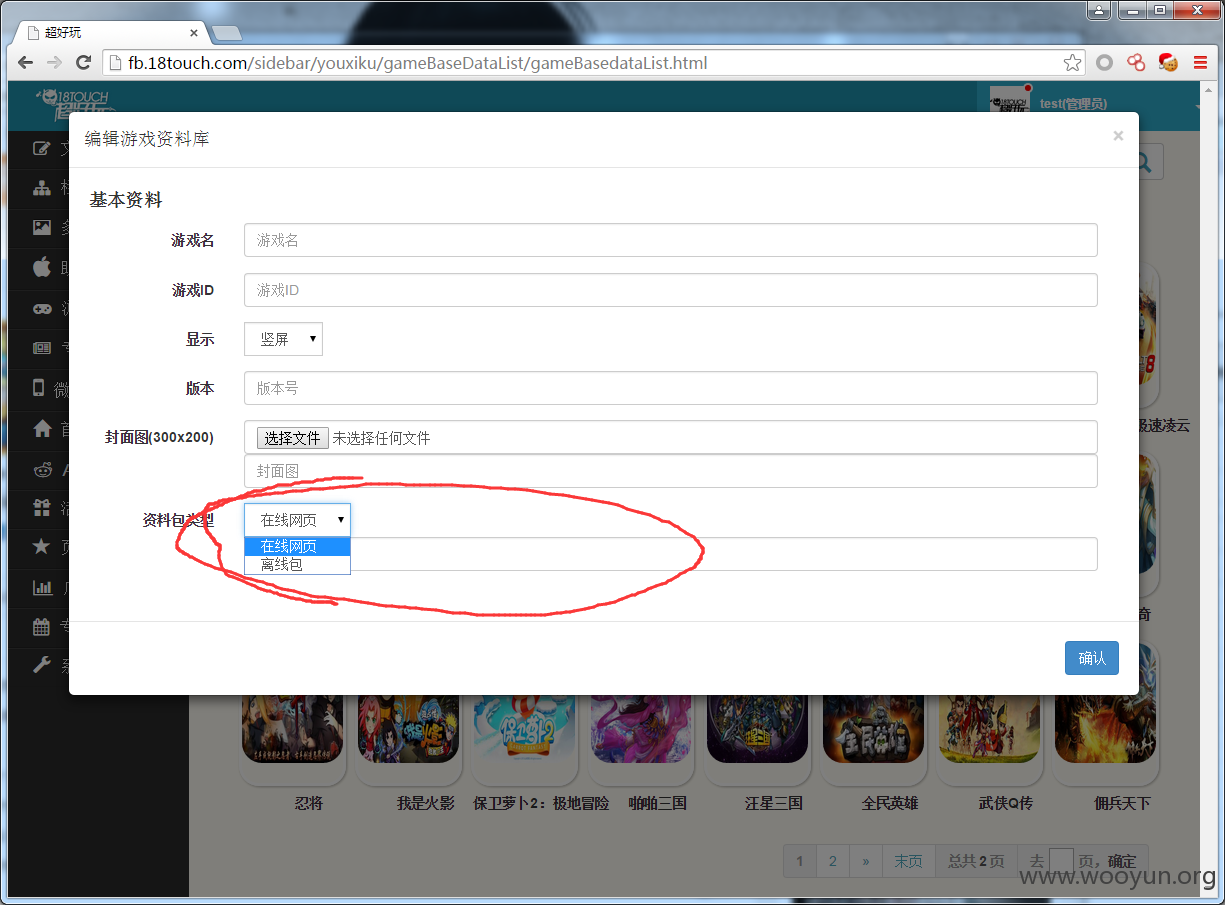 超好玩
fb.18touch.com/sidebar/youxiku/gameBaseDataList/gameBasedataList.html
18TOUCH
test(管理员)
编辑游戏资料库
×
基本资料
游戏名 游戏名
游戏ID 游戏ID
显示 竖屏
版本 版本号
封面图(300x200) 选择文件 未选择任何文件
封面图
资料包类型 在线网页
在线网页
离线包
确认
极速凌云
奇
忍将 我是火影 保卫萝卜2：极地冒险 啪啪三国 汪星三国 全民英雄 武侠Q传 佣兵天下
1 2 » 末页 总共 2 页 去 页，确定
www.wooyun.org